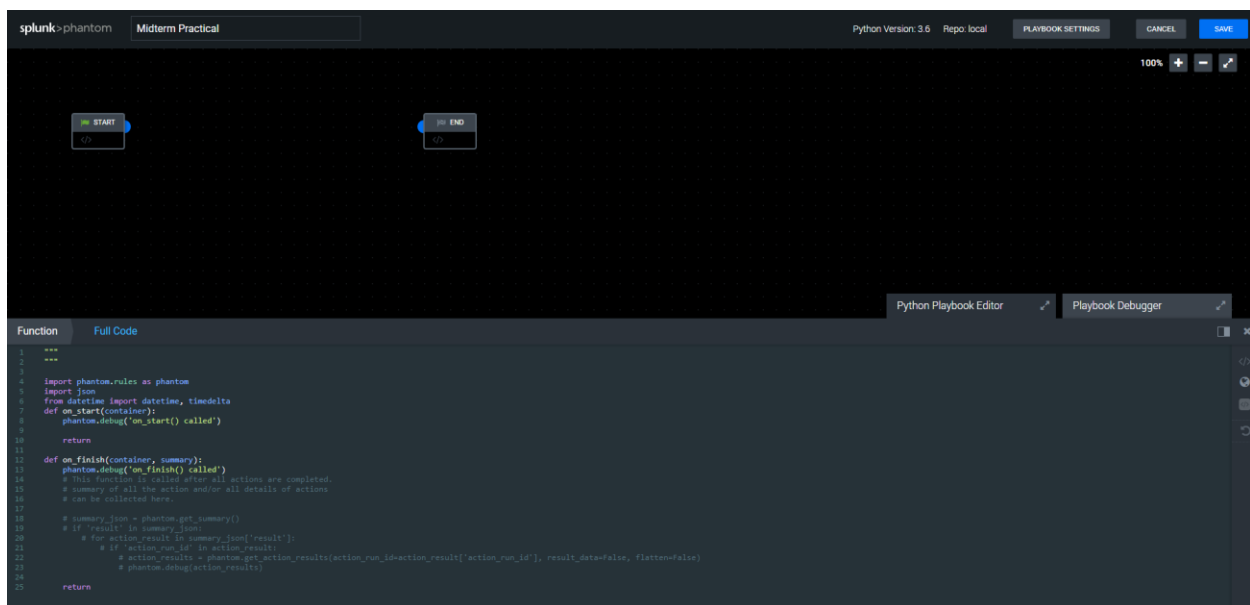 splunk>phantom Midterm Practical Python Version: 3.6 Repo: local PLAYBOOK SETTINGS CANCEL SAVE
100%
START END
</>
</>
Python Playbook Editor Playbook Debugger
Function Full Code
1 """
2 """
3
4 import phantom.rules as phantom
5 import json
6 from datetime import datetime, timedelta
7 def on_start(container):
8     phantom.debug('on_start() called')
9
10     return
11
12 def on_finish(container, summary):
13     phantom.debug('on_finish() called')
14     # This function is called after all actions are completed.
15     # summary of all the action and/or all details of actions
16     # can be collected here.
17
18     # summary_json = phantom.get_summary()
19     # if 'result' in summary_json:
20         # for action_result in summary_json['result']:
21             # if 'action_run_id' in action_result:
22                 # action_results = phantom.get_action_results(action_run_id=action_result['action_run_id'], result_data=False, flatten=False)
23                 # phantom.debug(action_results)
24
25     return